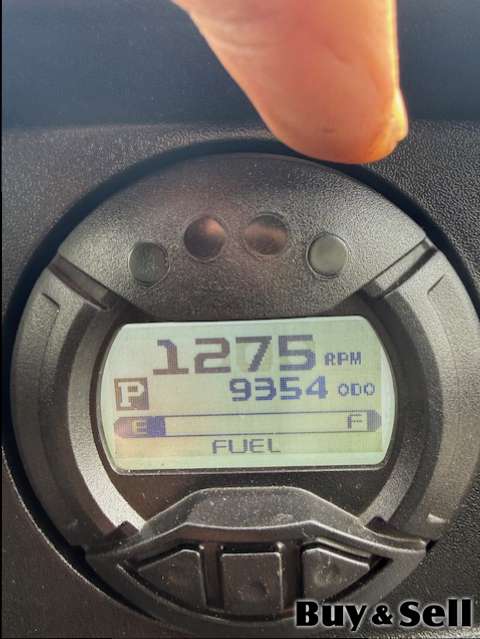 1275 RPM
P 9354 ODO
E F
FUEL
Buy & Sell